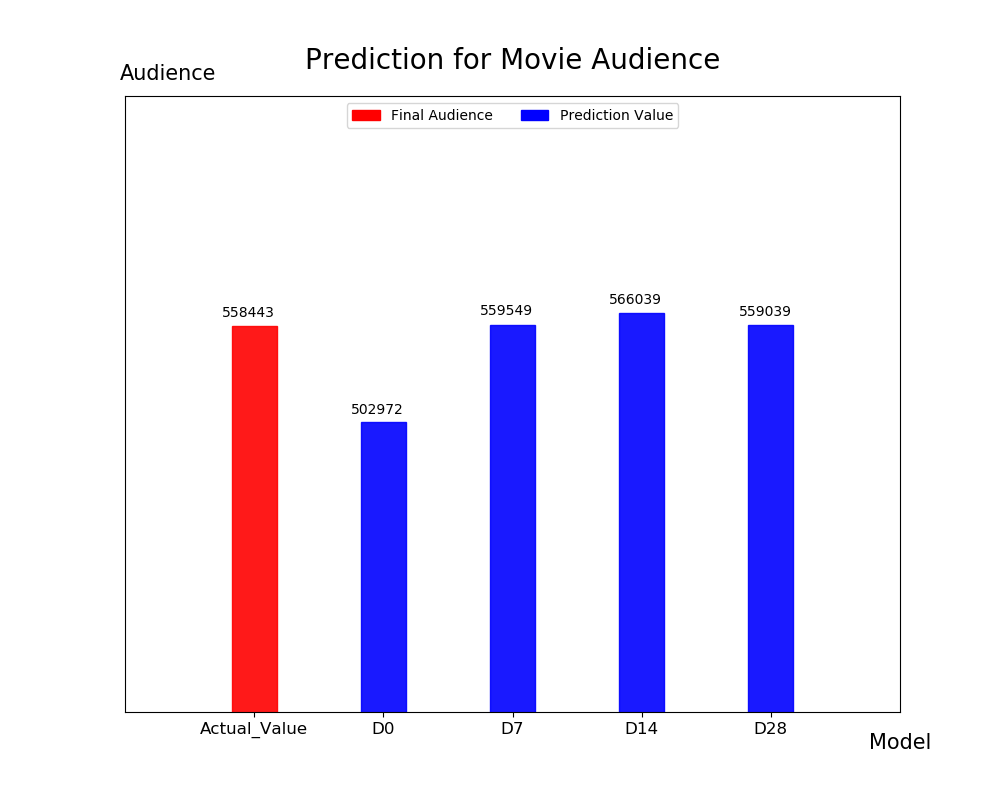 Prediction for Movie Audience
Audience
Final Audience Prediction Value
558443
502972
559549
566039
559039
Actual_Value D0 D7 D14 D28
Model